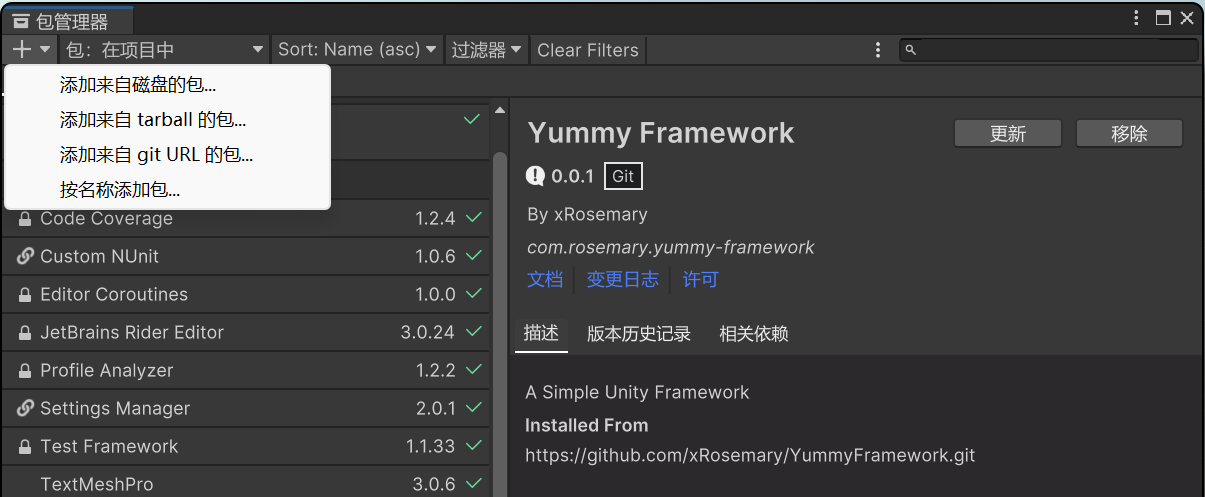 包管理器
包: 在项目中 Sort: Name (asc) 过滤器 Clear Filters
添加来自磁盘的包...
添加来自 tarball 的包...
添加来自 git URL 的包...
按名称添加包...
Code Coverage 1.2.4
Custom NUnit 1.0.6
Editor Coroutines 1.0.0
JetBrains Rider Editor 3.0.24
Profile Analyzer 1.2.2
Settings Manager 2.0.1
Test Framework 1.1.33
TextMeshPro 3.0.6
Yummy Framework 更新 移除
0.0.1 Git
By xRosemary
com.rosemary.yummy-framework
文档 变更日志 许可
描述 版本历史记录 相关依赖
A Simple Unity Framework
Installed From
https://github.com/xRosemary/YummyFramework.git